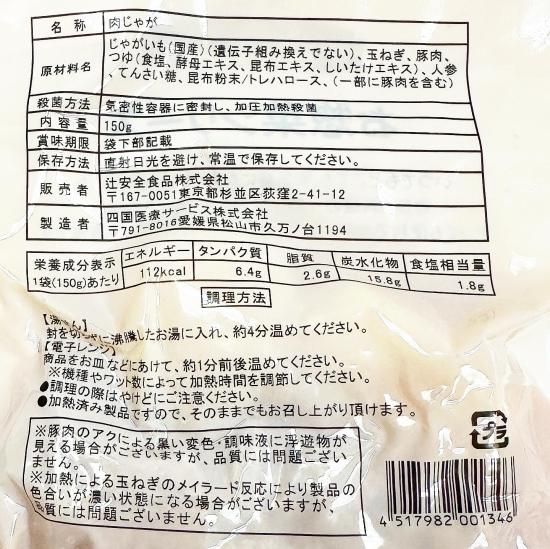 名称 肉じゃが
原材料名 じゃがいも(国産)(遺伝子組み換えでない)、玉ねぎ、豚肉、
つゆ(食塩、酵母エキス、昆布エキス、しいたけエキス)、人参
、てんさい糖、昆布粉末/トレハロース、(一部に豚肉を含む)
殺菌方法 気密性容器に密封し、加圧加熱殺菌
内容量 150g
賞味期限 袋下部記載
保存方法 直射日光を避け、常温で保存してください。
販売者 辻安全食品株式会社
〒167-0051東京都杉並区荻窪2-41-12
製造者 四国医療サービス株式会社
〒791-8016愛媛県松山市久万ノ台1194
栄養成分表示 エネルギー タンパク質 脂質 炭水化物 食塩相当量
1袋(150g)あたり 112kcal 6.4g 2.6g 15.8g 1.8g
調理方法
【湯せん】
封を切らずに沸騰したお湯に入れ、約4分温めてください。
【電子レンジ】
商品をお皿などにあけて、約1分前後温めてください。
※機種やワット数によって加熱時間を調節してください。
●調理の際はやけどにご注意ください。
●加熱済み製品ですので、そのままでもお召し上がり頂けます。
※豚肉のアクによる黒い変色・調味液に浮遊物が
見える場合がございますが、品質には問題ござい
ません。
※加熱による玉ねぎのメイラード反応により製品の
色合いが濃い状態になる場合がございますが、
品質には問題ございません。
プラ
4 517982 001346